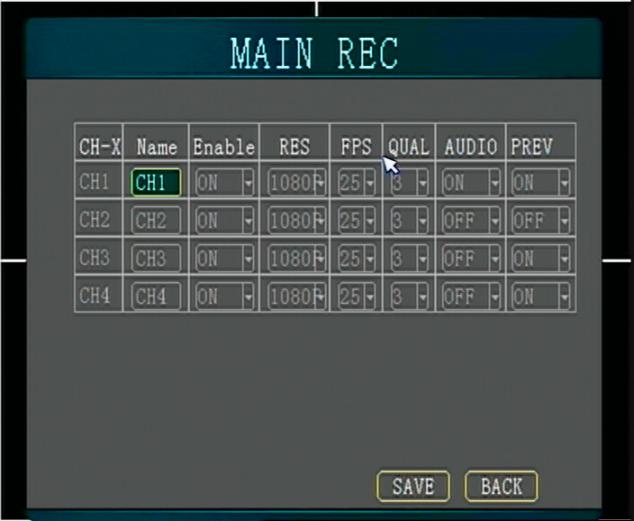 MAIN REC
CH-X Name Enable RES FPS QUAL AUDIO PREV
CH1 CH1 ON 1080P 25 3 ON ON
CH2 CH2 ON 1080P 25 3 OFF OFF
CH3 CH3 ON 1080P 25 3 OFF ON
CH4 CH4 ON 1080P 25 3 OFF ON
SAVE BACK